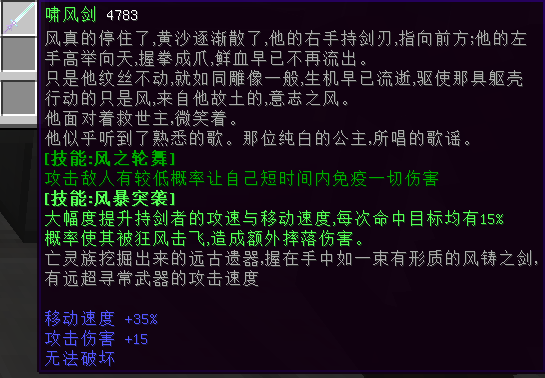 啸风剑 4783
风真的停住了,黄沙逐渐散了,他的右手持剑刃,指向前方;他的左
手高举向天,握拳成爪,鲜血早已不再流出。
只是他纹丝不动,就如同雕像一般,生机早已流逝,驱使那具躯壳
行动的只是风,来自他故土的,意志之风。
他面对着救世主,微笑着。
他似乎听到了熟悉的歌。那位纯白的公主,所唱的歌谣。
[技能:风之轮舞]
攻击敌人有较低概率让自己短时间内免疫一切伤害
[技能:风暴突袭]
大幅度提升持剑者的攻速与移动速度,每次命中目标均有15%
概率使其被狂风击飞,造成额外摔落伤害。
亡灵族挖掘出来的远古遗器,握在手中如一束有形质的风铸之剑,
有远超寻常武器的攻击速度
移动速度 +35%
攻击伤害 +15
无法破坏